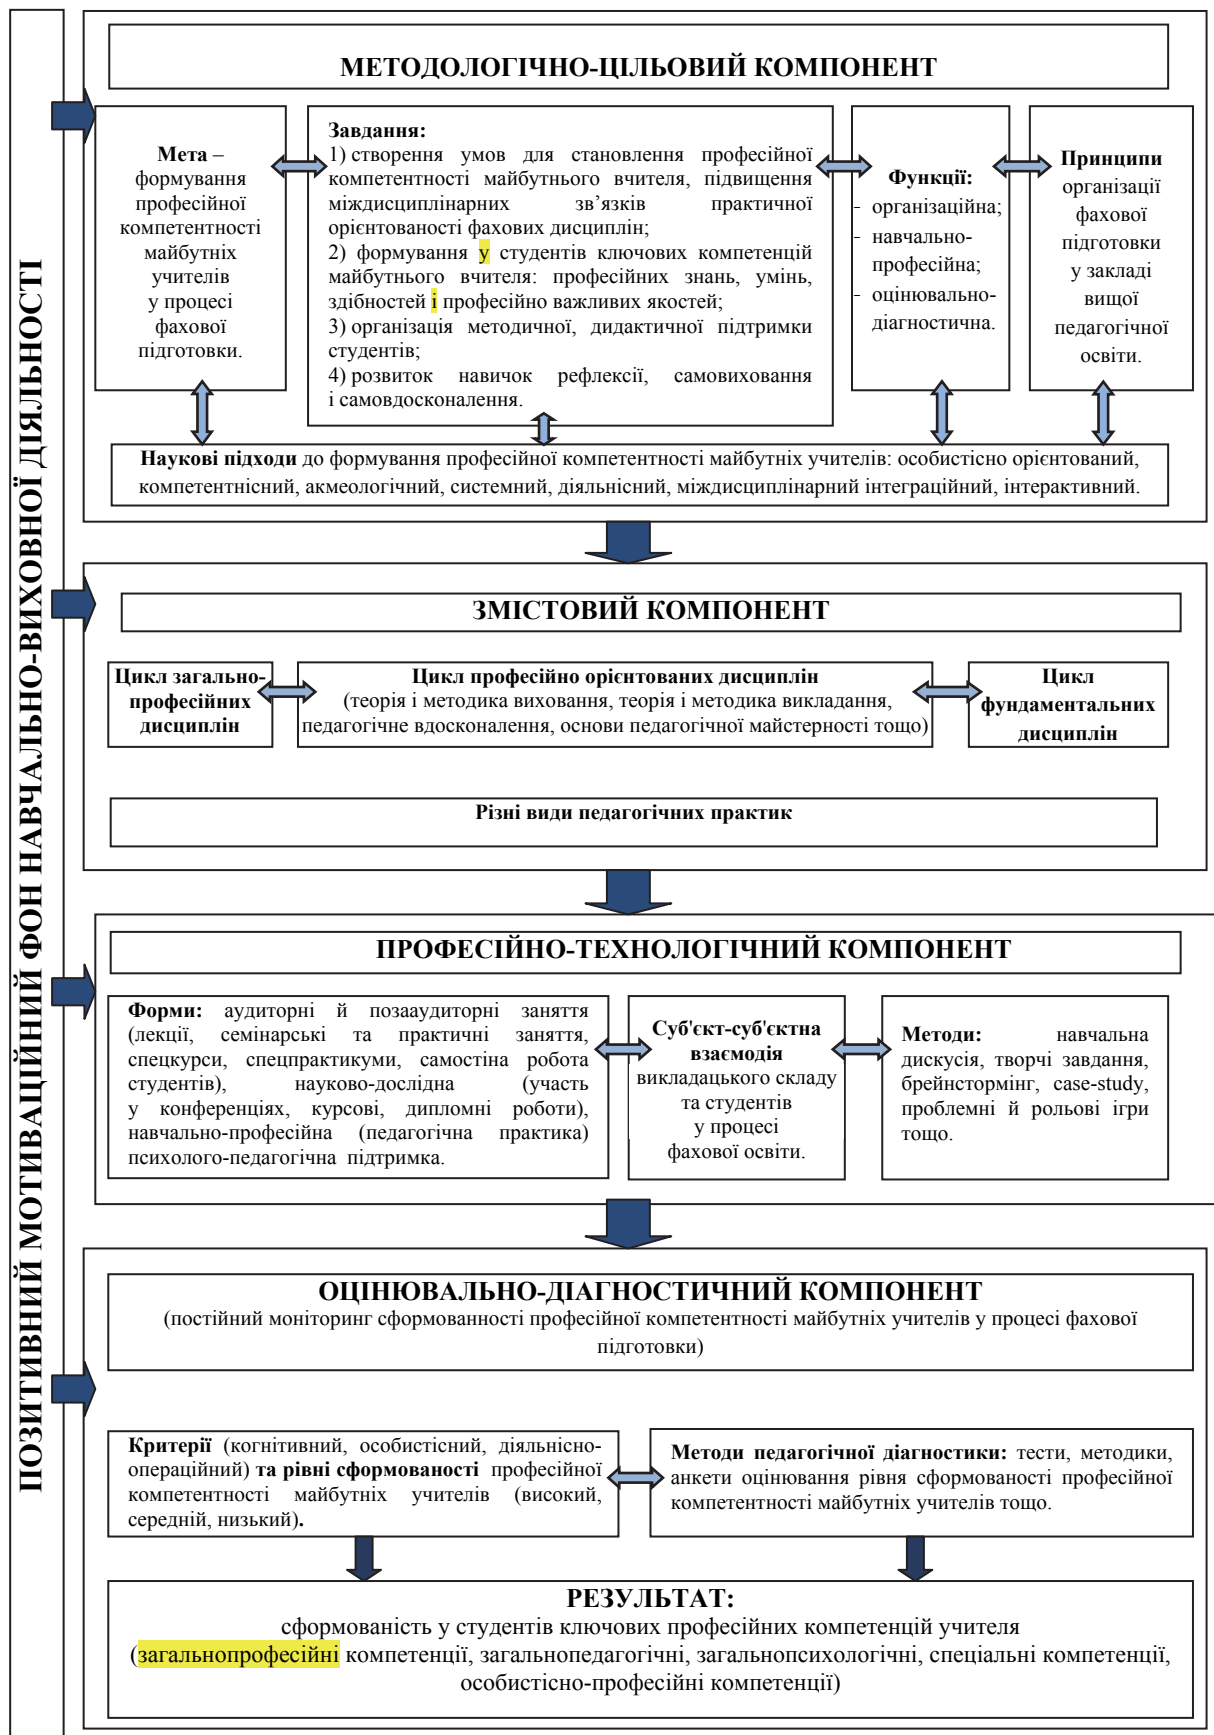 ПОЗИТИВНИЙ МОТИВАЦІЙНИЙ ФОН НАВЧАЛЬНО-ВИХОВНОЇ ДІЯЛЬНОСТІ
МЕТОДОЛОГІЧНО-ЦІЛЬОВИЙ КОМПОНЕНТ
Мета –
формування
професійної
компетентності
майбутніх
учителів
у процесі
фахової
підготовки.
Завдання:
1) створення умов для становлення професійної
компетентності майбутнього вчителя, підвищення
міждисциплінарних зв’язків практичної
орієнтованості фахових дисциплін;
2) формування у студентів ключових компетенцій
майбутнього вчителя: професійних знань, умінь,
здібностей і професійно важливих якостей;
3) організація методичної, дидактичної підтримки
студентів;
4) розвиток навичок рефлексії, самовиховання
і самовдосконалення.
Функції:
- організаційна;
- навчально-
професійна;
- оцінювально-
діагностична.
Принципи
організації
фахової
підготовки
у закладі
вищої
педагогічної
освіти.
Наукові підходи до формування професійної компетентності майбутніх учителів: особистісно орієнтований,
компетентнісний, акмеологічний, системний, діяльнісний, міждисциплінарний інтеграційний, інтерактивний.
ЗМІСТОВИЙ КОМПОНЕНТ
Цикл загально-
професійних
дисциплін
Цикл професійно орієнтованих дисциплін
(теорія і методика виховання, теорія і методика викладання,
педагогічне вдосконалення, основи педагогічної майстерності тощо)
Цикл
фундаментальних
дисциплін
Різні види педагогічних практик
ПРОФЕСІЙНО-ТЕХНОЛОГІЧНИЙ КОМПОНЕНТ
Форми: аудиторні й позааудиторні заняття
(лекції, семінарські та практичні заняття,
спецкурси, спецпрактикуми, самостіна робота
студентів), науково-дослідна (участь
у конференціях, курсові, дипломні роботи),
навчально-професійна (педагогічна практика)
психолого-педагогічна підтримка.
Суб'єкт-суб'єктна
взаємодія
викладацького складу
та студентів
у процесі
фахової освіти.
Методи: навчальна
дискусія, творчі завдання,
брейнстормінг, case-study,
проблемні й рольові ігри
тощо.
ОЦІНЮВАЛЬНО-ДІАГНОСТИЧНИЙ КОМПОНЕНТ
(постійний моніторинг сформованності професійної компетентності майбутніх учителів у процесі фахової
підготовки)
Критерії (когнітивний, особистісний, діяльнісно-
операційний) та рівні сформованості професійної
компетентності майбутніх учителів (високий,
середній, низький).
Методи педагогічної діагностики: тести, методики,
анкети оцінювання рівня сформованості професійної
компетентності майбутніх учителів тощо.
РЕЗУЛЬТАТ:
сформованість у студентів ключових професійних компетенцій учителя
(загальнопрофесійні компетенції, загальнопедагогічні, загальнопсихологічні, спеціальні компетенції,
особистісно-професійні компетенції)